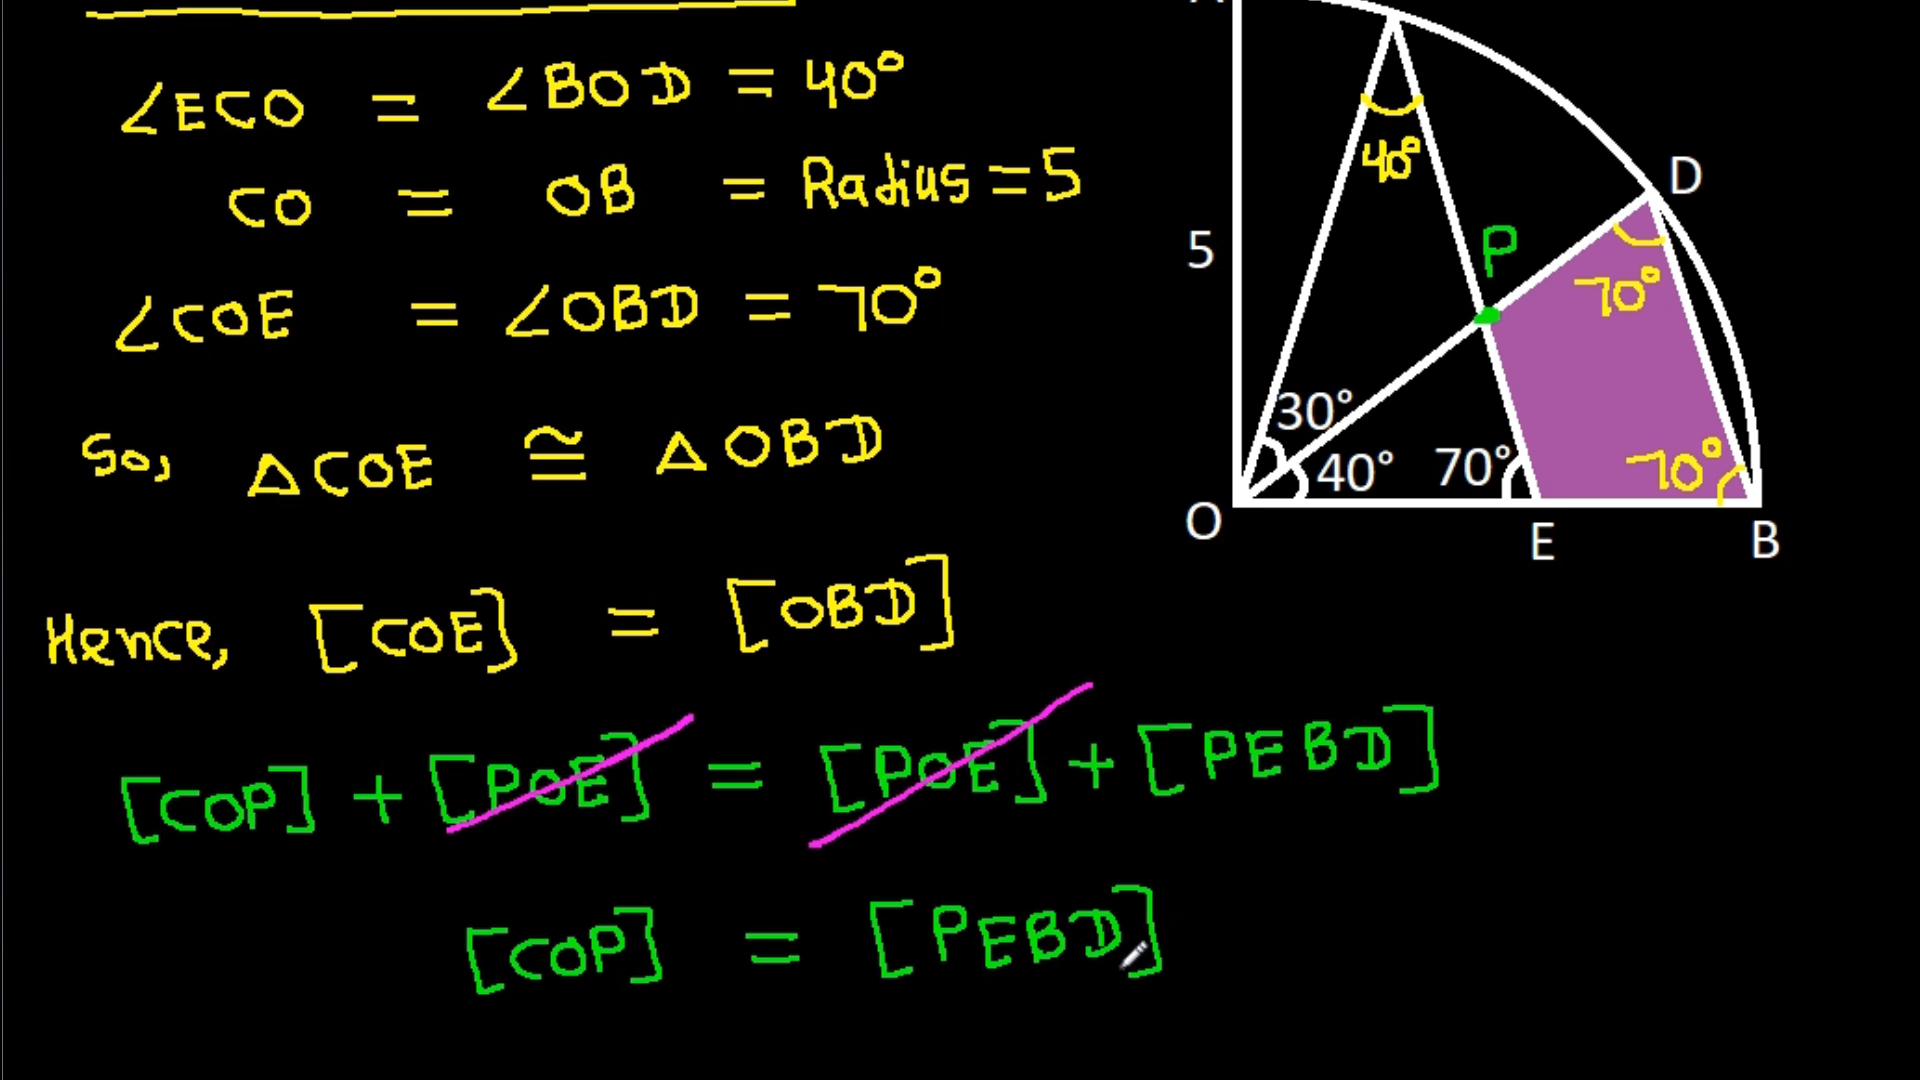 ∠ECO = ∠BOD = 40°
CO = OB = Radius = 5
∠COE = ∠OBD = 70°
So, △COE ≅ △OBD
Hence, [COE] = [OBD]
[COP] + [POE] = [POE] + [PEBD]
[COP] = [PEBD]
40°
D
5
P
70°
30°
40°
70°
70°
O
E
B